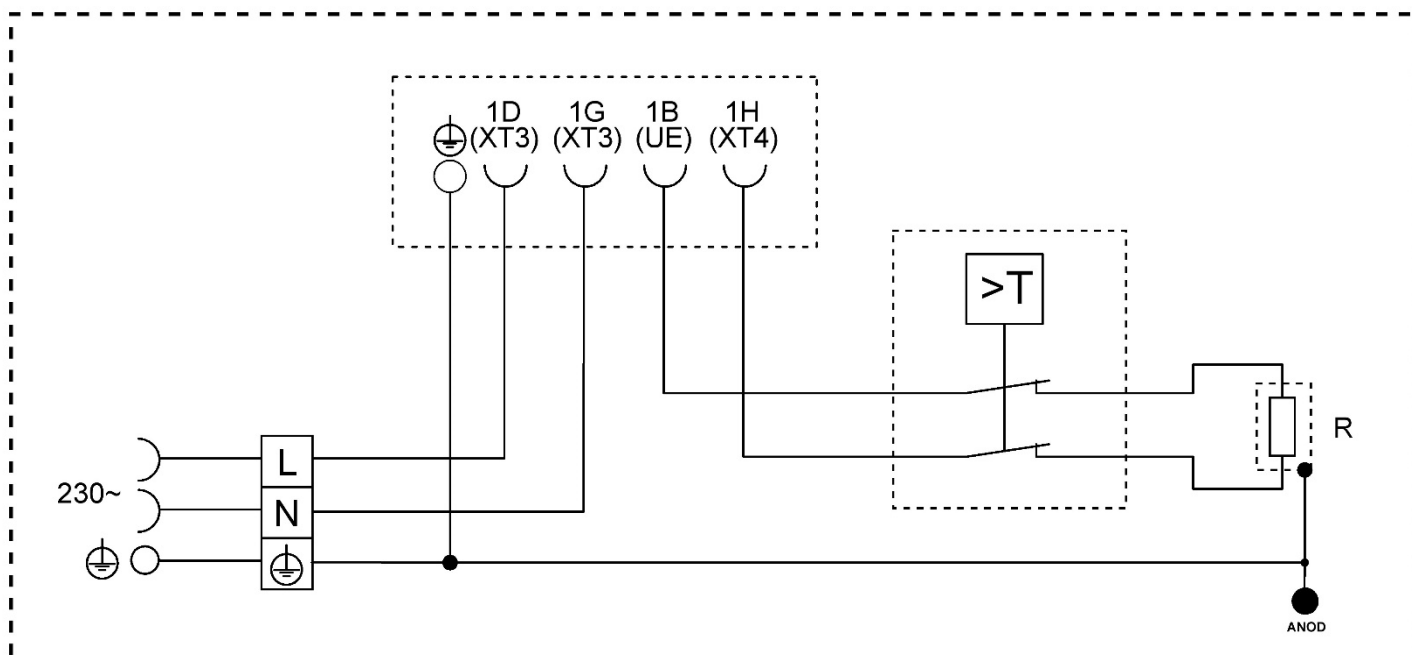 1D 1G 1B 1H
(XT3) (XT3) (UE) (XT4)
>T
R
L
230~
N
ANOD